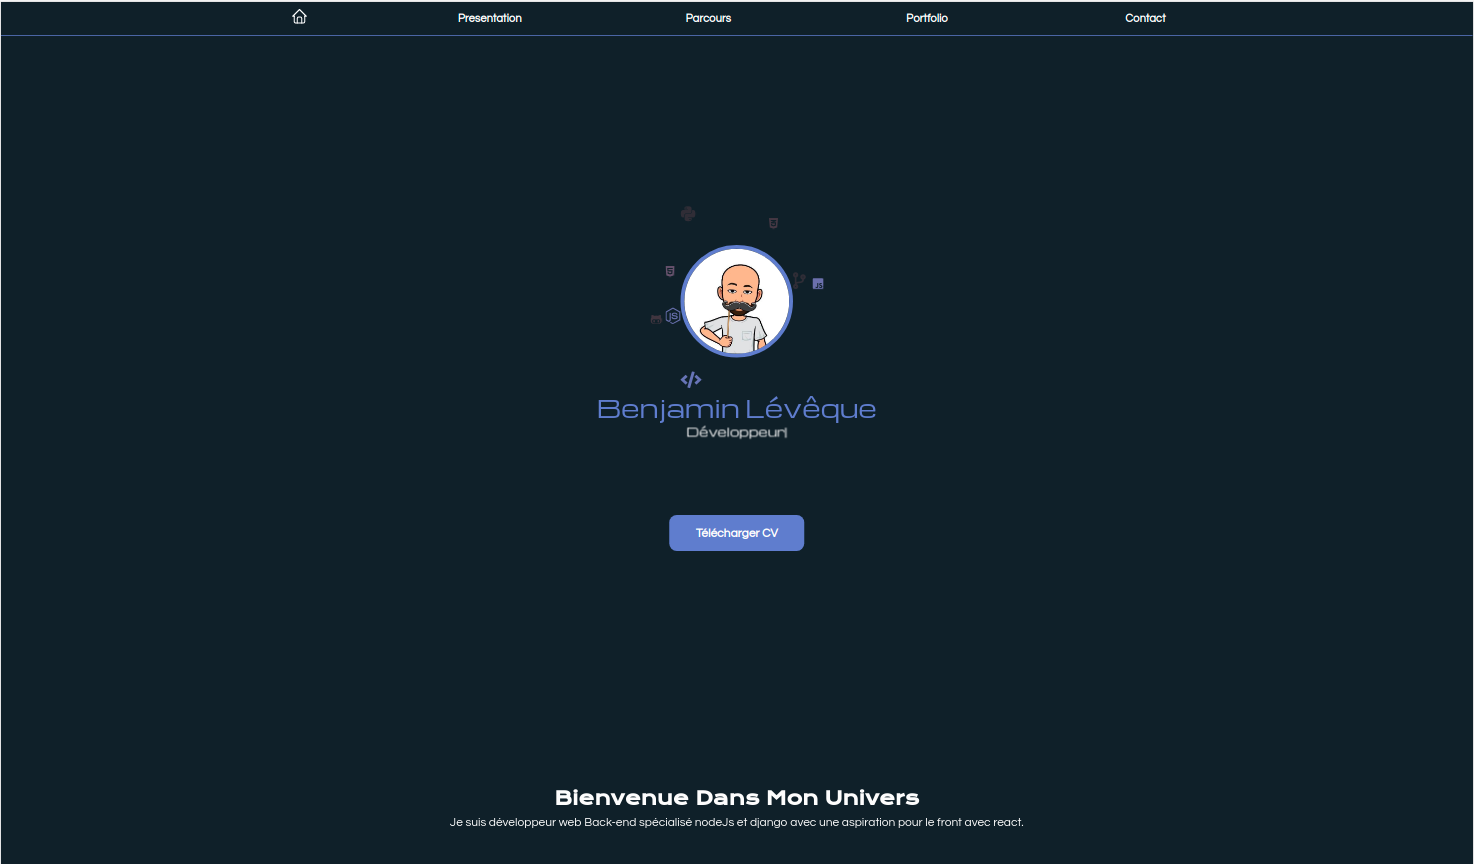 Presentation Parcours Portfolio Contact
JS
JS
Benjamin Lévêque
Développeur|
Télécharger CV
Bienvenue Dans Mon Univers
Je suis développeur web Back-end spécialisé nodeJs et django avec une aspiration pour le front avec react.